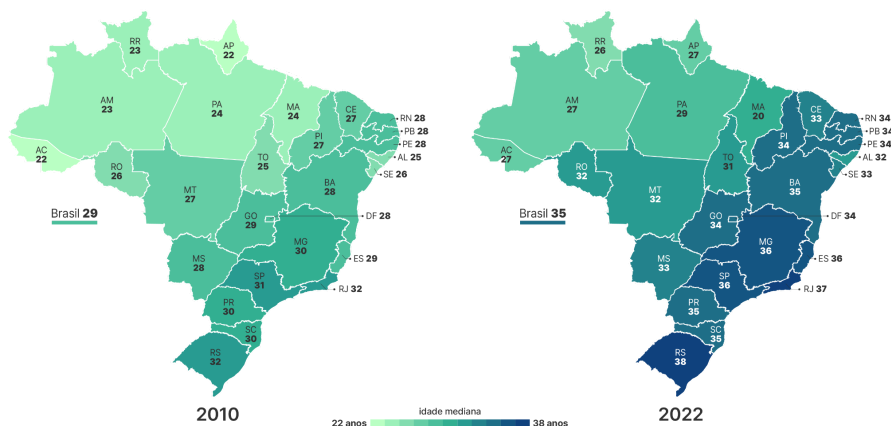 RR
23
AP
22
AM
23
PA
24
MA
24
CE
27
RN 28
PB 28
PE 28
AL 25
SE 26
PI
27
AC
22
RO
26
TO
25
BA
28
MT
27
Brasil 29
GO
29
DF 28
MG
30
ES 29
MS
28
SP
31
RJ 32
PR
30
SC
30
RS
32
2010
RR
26
AP
27
AM
27
PA
29
MA
20
CE
33
RN 34
PB 34
PE 34
AL 32
SE 33
PI
34
AC
27
RO
32
TO
31
BA
35
MT
32
Brasil 35
GO
34
DF 34
MG
36
ES 36
MS
33
SP
36
RJ 37
PR
35
SC
35
RS
38
2022
idade mediana
22 anos
38 anos